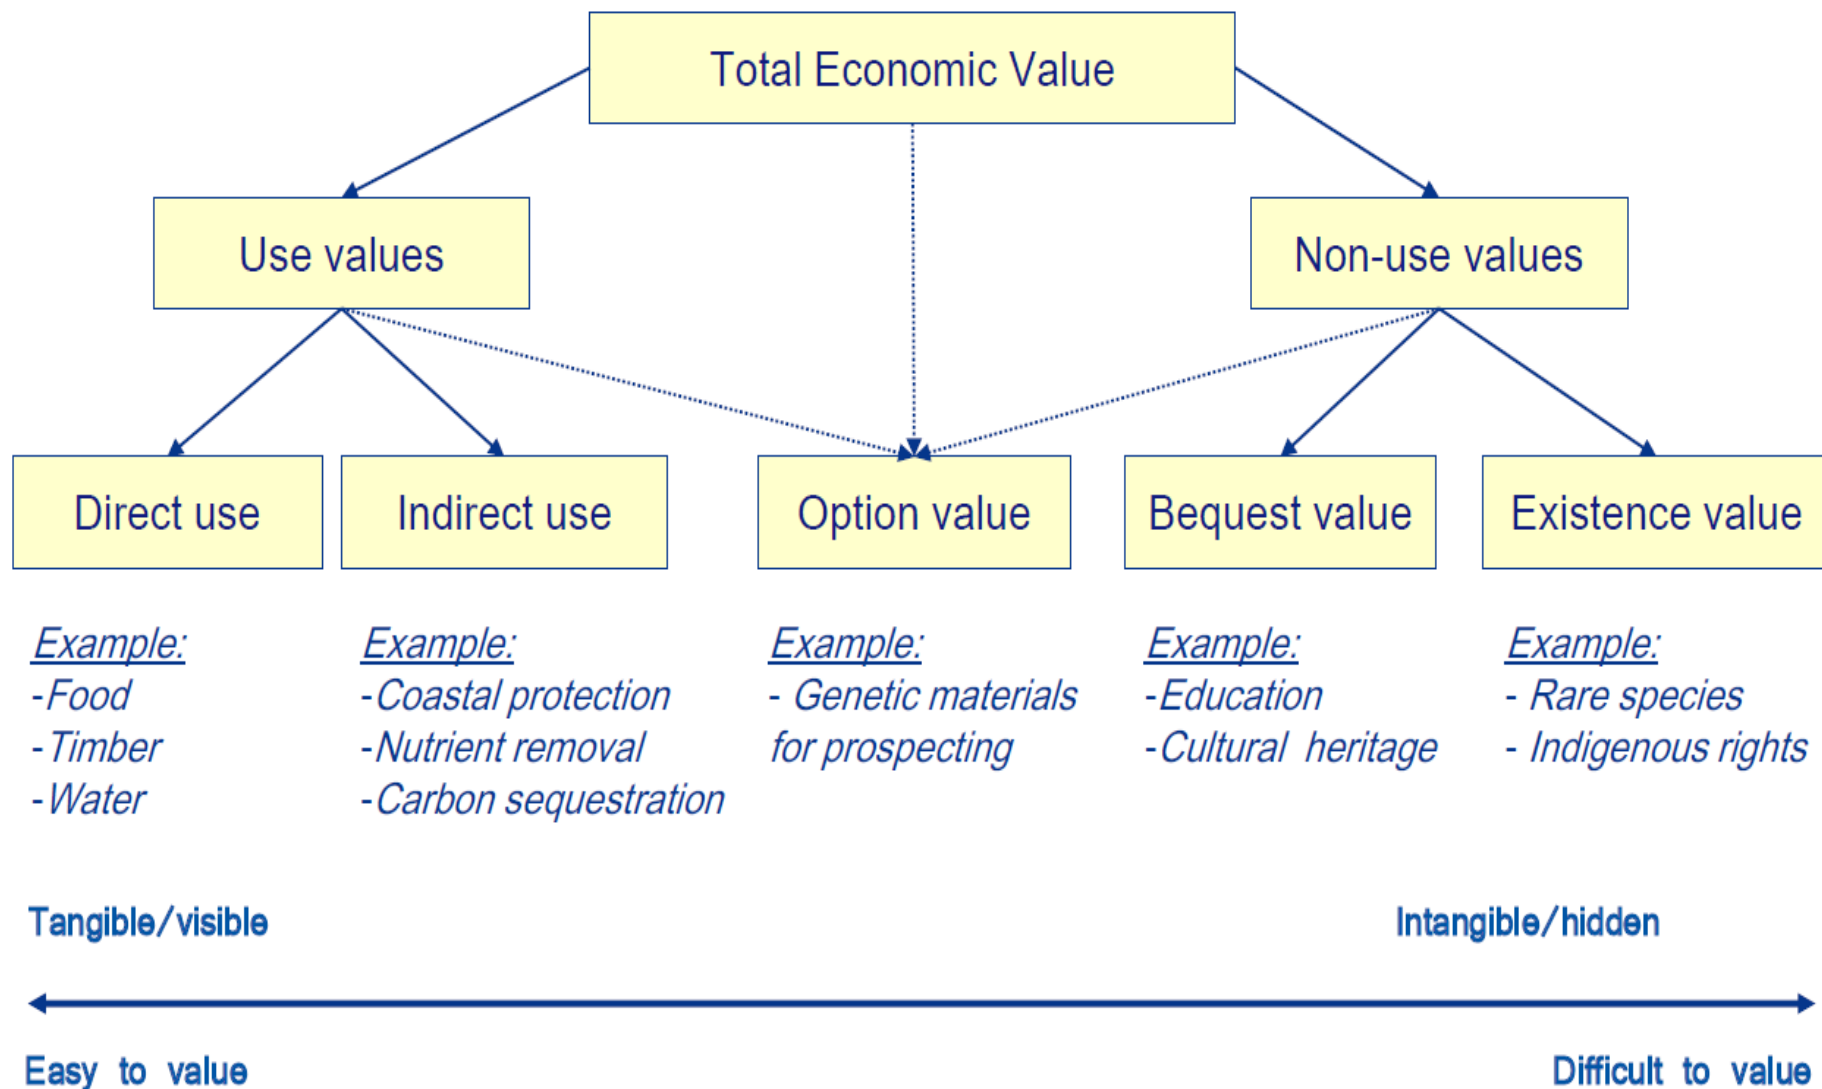 Total Economic Value
Use values
Non-use values
Direct use
Indirect use
Option value
Bequest value
Existence value
Example:
-Food
-Timber
-Water
Example:
-Coastal protection
-Nutrient removal
-Carbon sequestration
Example:
- Genetic materials
for prospecting
Example:
-Education
-Cultural heritage
Example:
- Rare species
- Indigenous rights
Tangible/visible
Intangible/hidden
Easy to value
Difficult to value